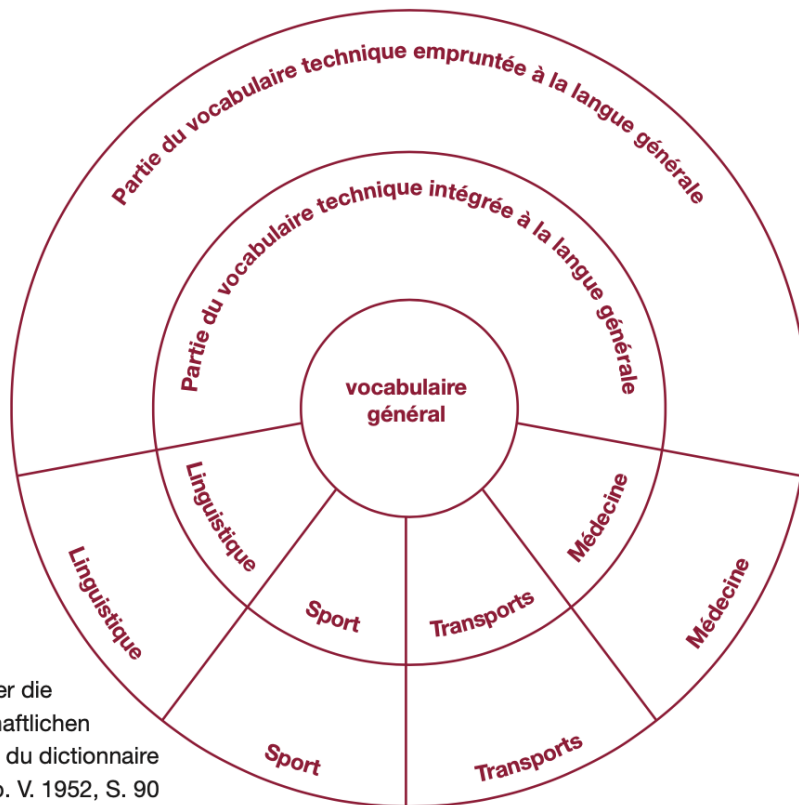 Partie du vocabulaire technique empruntée à la langue générale
Partie du vocabulaire technique intégrée à la langue générale
vocabulaire
général
Linguistique
Sport
Transports
Médecine
Linguistique
Sport
Transports
Médecine
er die
haftlichen
du dictionnaire
V. 1952, S. 90